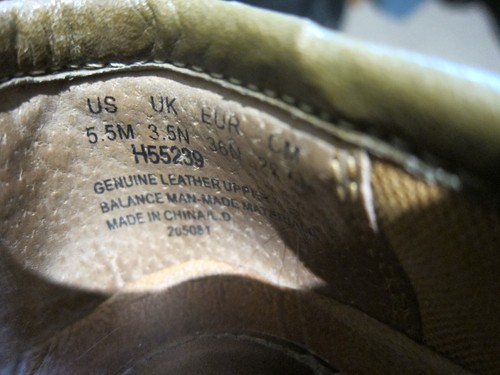 US UK EUR CM
5.5M 3.5N 36N
H55239
GENUINE LEATHER UPPER
BALANCE MAN-MADE
MADE IN CHINA
205081